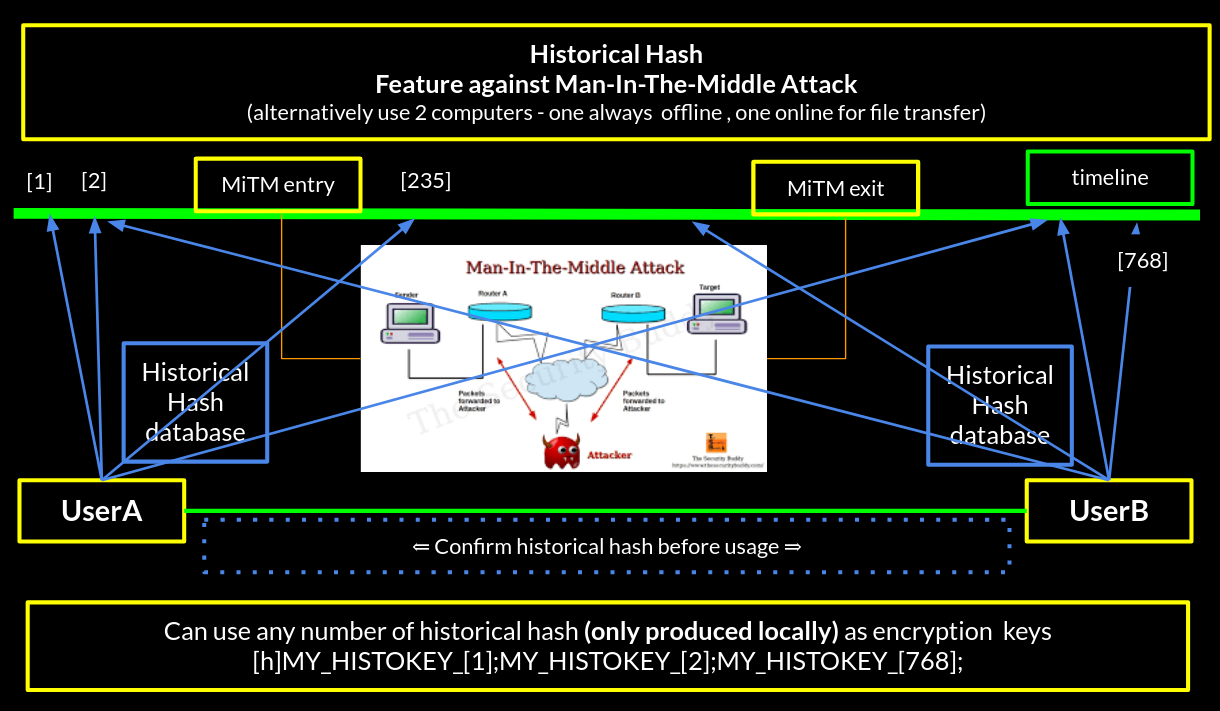 Historical Hash
Feature against Man-In-The-Middle Attack
(alternatively use 2 computers - one always offline , one online for file transfer)
[1]
[2]
MiTM entry
[235]
MiTM exit
timeline
[768]
Man-In-The-Middle Attack
Sender
Router A
Router B
Target
Packets
forwarded to
Attacker
Packets
forwarded to
Attacker
Attacker
The Security Buddy
https://www.thesecuritybuddy.com/
Historical
Hash
database
Historical
Hash
database
UserA
UserB
⇐ Confirm historical hash before usage ⇒
Can use any number of historical hash (only produced locally) as encryption keys
[h]MY_HISTOKEY_[1];MY_HISTOKEY_[2];MY_HISTOKEY_[768];